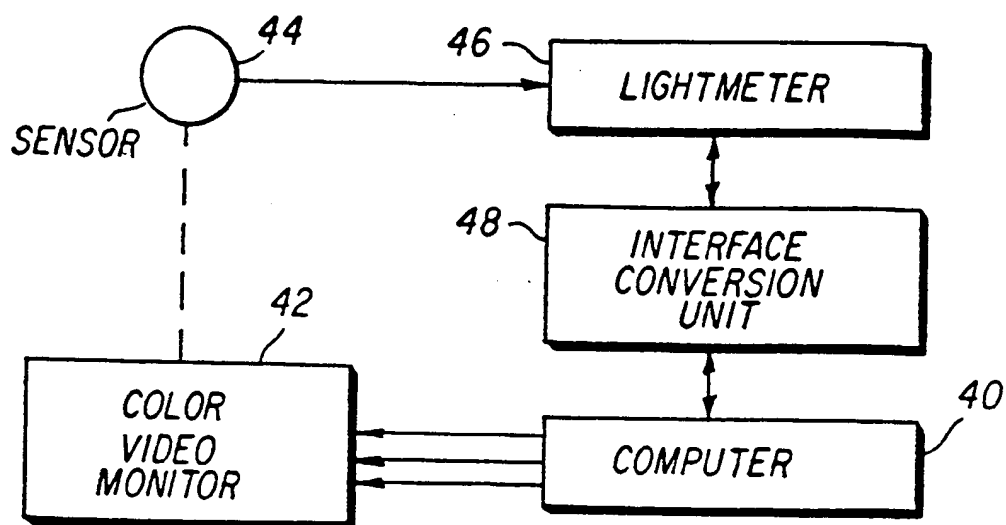 44
46
LIGHTMETER
SENSOR
48
INTERFACE
CONVERSION
UNIT
42
COLOR
VIDEO
MONITOR
40
COMPUTER